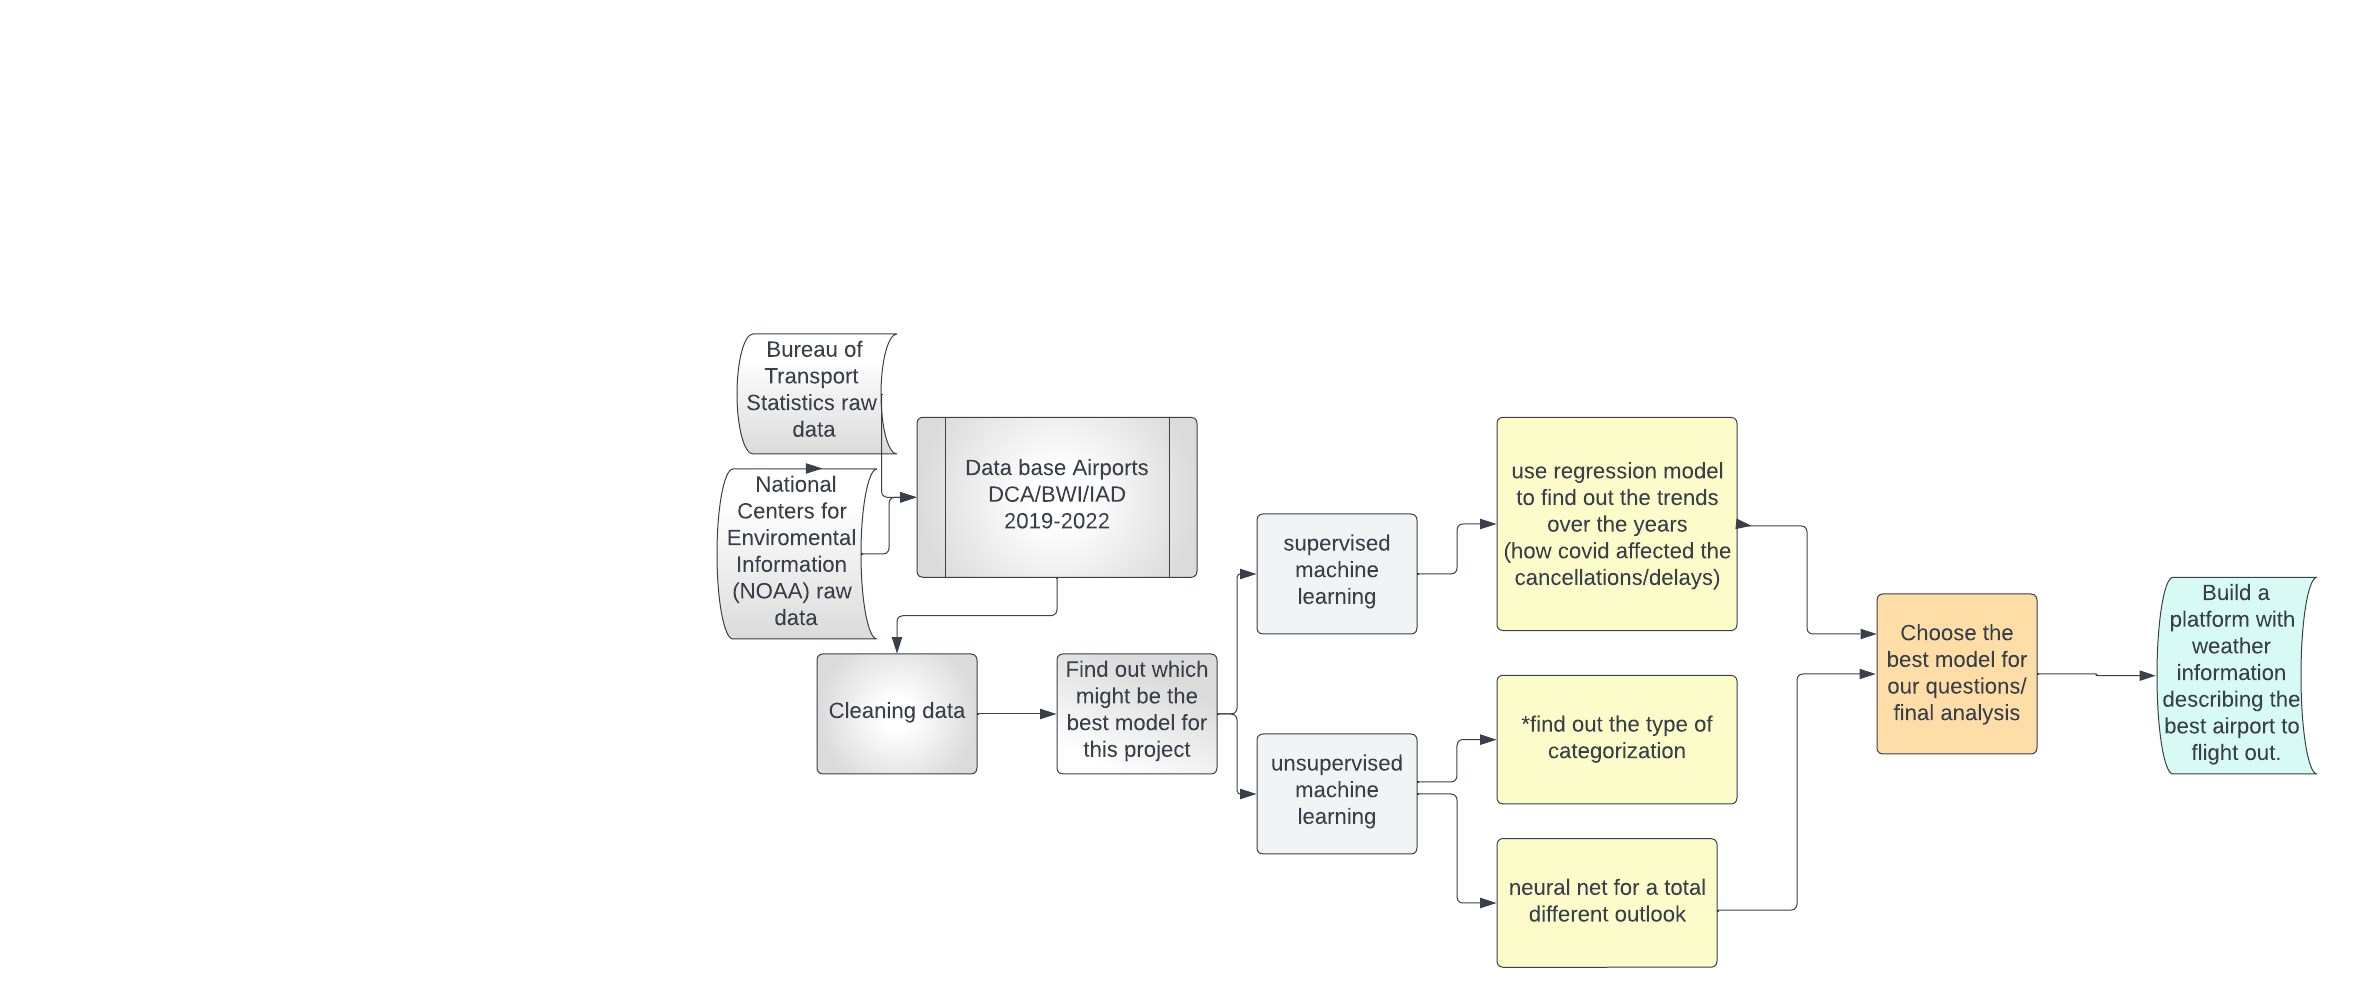 Bureau of
Transport
Statistics raw
data
National
Centers for
Enviromental
Information
(NOAA) raw
data
Data base Airports
DCA/BWI/IAD
2019-2022
Cleaning data
Find out which
might be the
best model for
this project
supervised
machine
learning
unsupervised
machine
learning
use regression model
to find out the trends
over the years
(how covid affected the
cancellations/delays)
*find out the type of
categorization
neural net for a total
different outlook
Choose the
best model for
our questions/
final analysis
Build a
platform with
weather
information
describing the
best airport to
flight out.